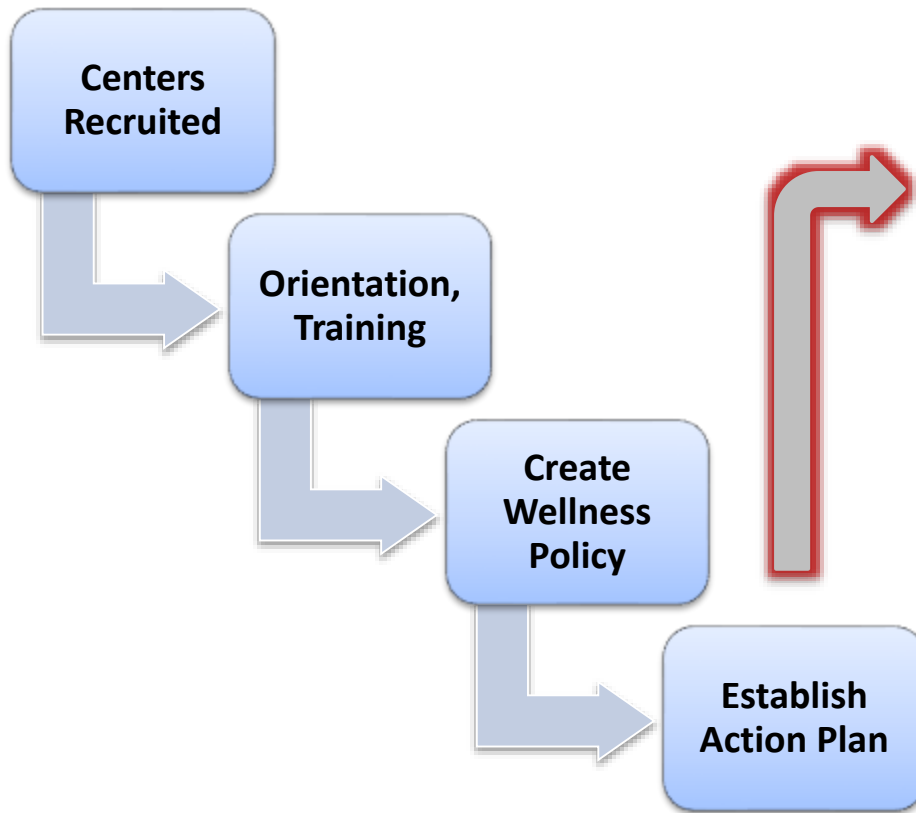 Centers
Recruited
Orientation,
Training
Create
Wellness
Policy
Establish
Action Plan